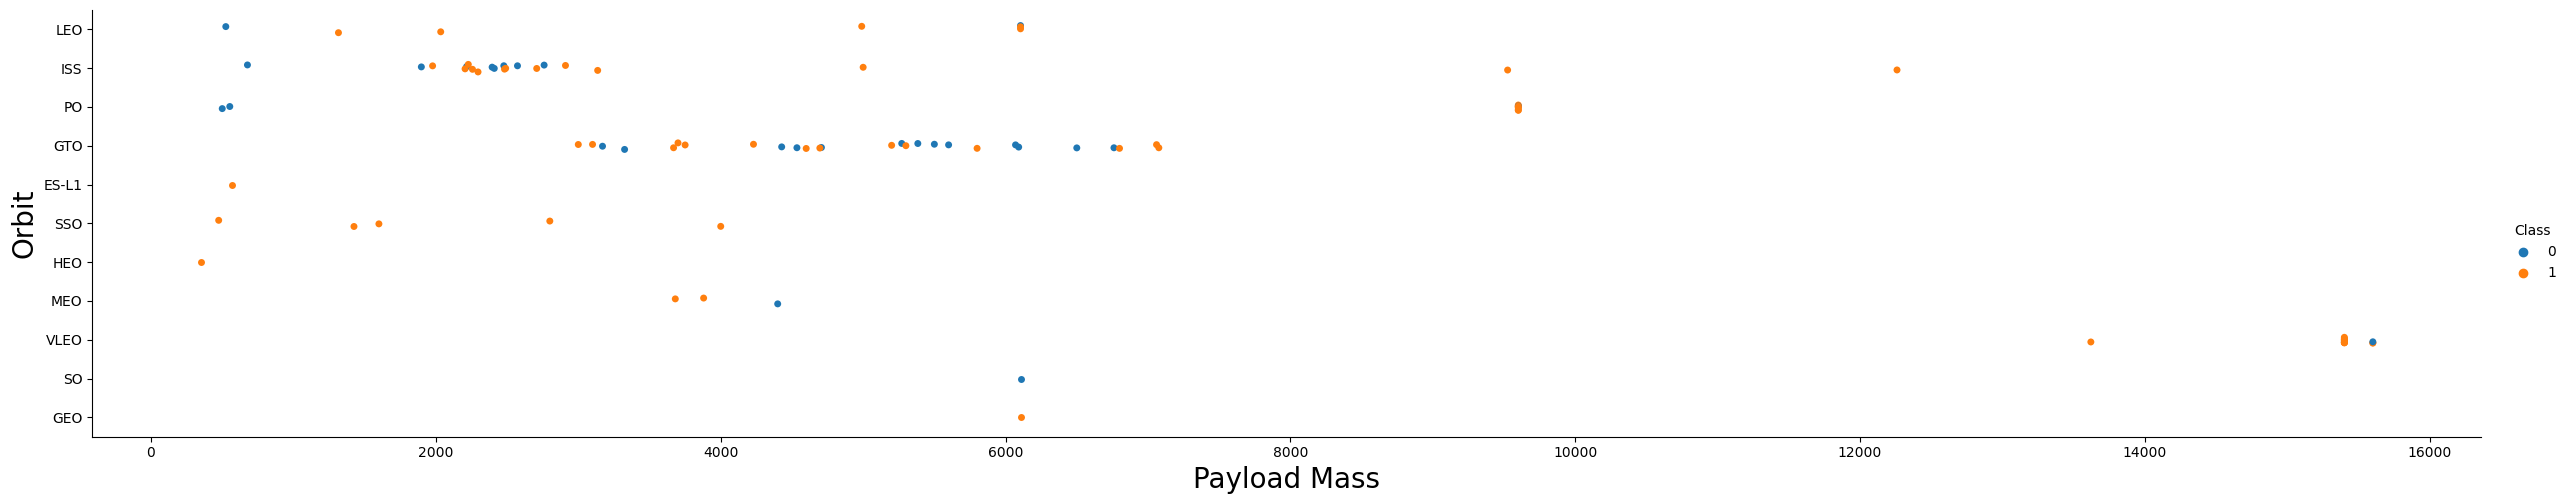 LEO
ISS
PO
GTO
ES-L1
SSO
HEO
MEO
VLEO
SO
GEO
Orbit
0 2000 4000 6000 8000 10000 12000 14000 16000
Payload Mass
Class
0
1